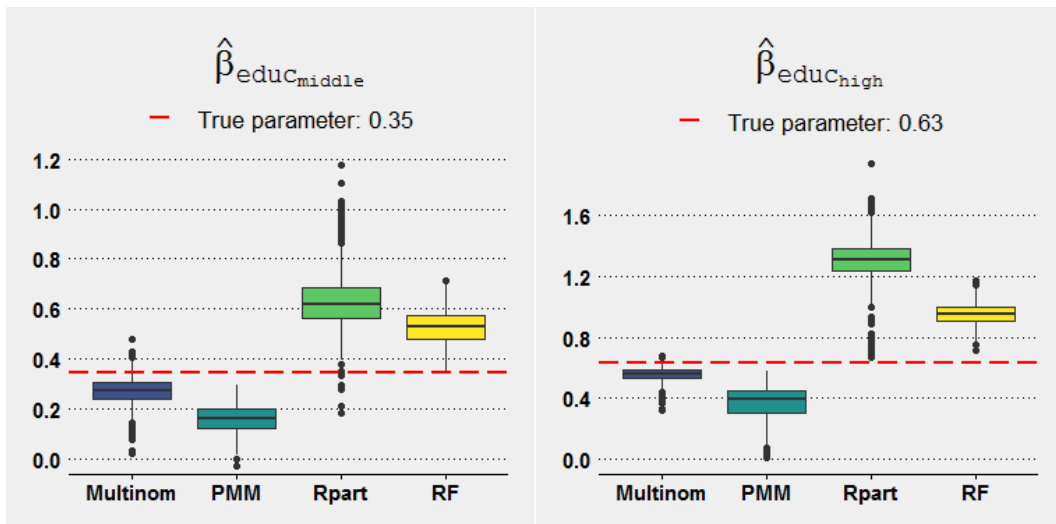 β̂educmiddle
True parameter: 0.35
1.2
1.0
0.8
0.6
0.4
0.2
0.0
Multinom PMM Rpart RF
β̂educhigh
True parameter: 0.63
1.6
1.2
0.8
0.4
0.0
Multinom PMM Rpart RF